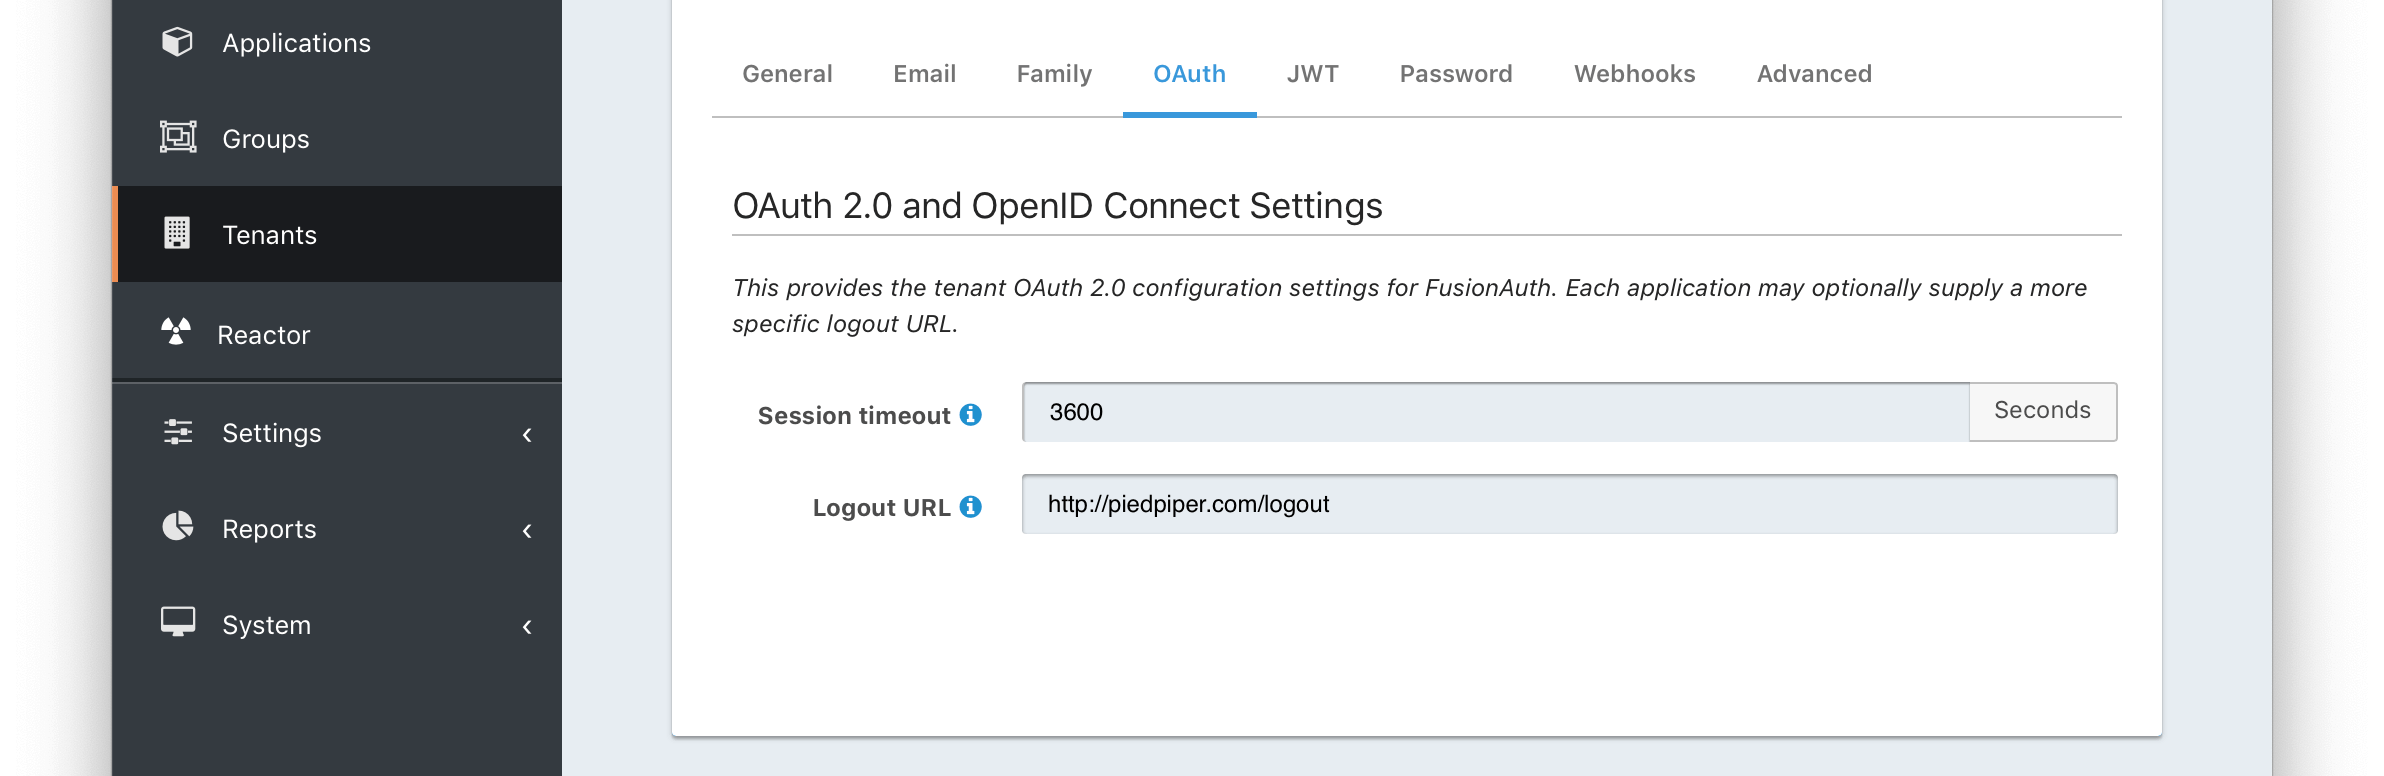 Applications
Groups
Tenants
Reactor
Settings
Reports
System
General Email Family OAuth JWT Password Webhooks Advanced
OAuth 2.0 and OpenID Connect Settings
This provides the tenant OAuth 2.0 configuration settings for FusionAuth. Each application may optionally supply a more
specific logout URL.
Session timeout 3600 Seconds
Logout URL http://piedpiper.com/logout